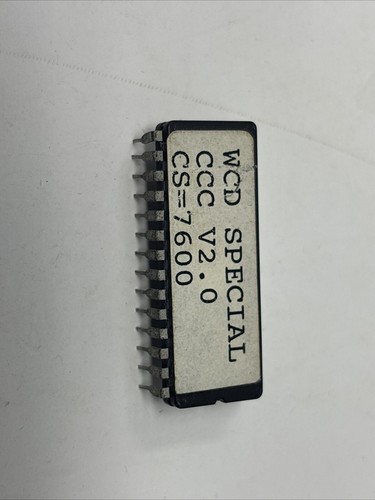 WCD SPECIAL
CCC V2.0
CS=7600